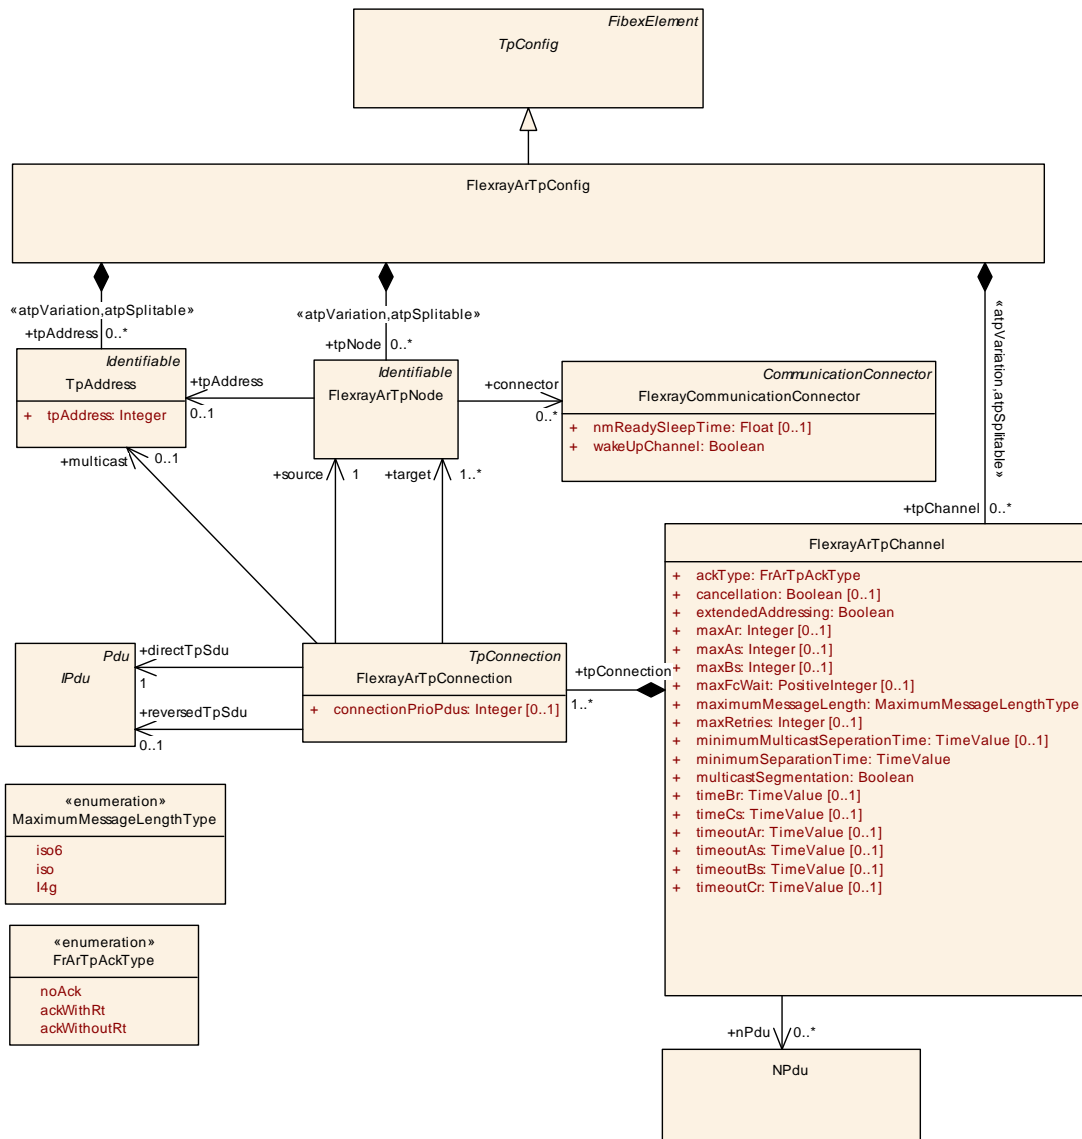 FibexElement
TpConfig
FlexrayArTpConfig
«atpVariation,atpSplitable»
+tpAddress 0..*
«atpVariation,atpSplitable»
+tpNode 0..*
«atpVariation,atpSplitable»
+tpChannel 0..*
Identifiable
TpAddress
+ tpAddress: Integer
+tpAddress
0..1
Identifiable
FlexrayArTpNode
+connector
0..*
CommunicationConnector
FlexrayCommunicationConnector
+ nmReadySleepTime: Float [0..1]
+ wakeUpChannel: Boolean
+multicast 0..1
+source 1
+target 1..*
FlexrayArTpChannel
+ ackType: FrArTpAckType
+ cancellation: Boolean [0..1]
+ extendedAddressing: Boolean
+ maxAr: Integer [0..1]
+ maxAs: Integer [0..1]
+ maxBs: Integer [0..1]
+ maxFcWait: PositiveInteger [0..1]
+ maximumMessageLength: MaximumMessageLengthType
+ maxRetries: Integer [0..1]
+ minimumMulticastSeperationTime: TimeValue [0..1]
+ minimumSeparationTime: TimeValue
+ multicastSegmentation: Boolean
+ timeBr: TimeValue [0..1]
+ timeCs: TimeValue [0..1]
+ timeoutAr: TimeValue [0..1]
+ timeoutAs: TimeValue [0..1]
+ timeoutBs: TimeValue [0..1]
+ timeoutCr: TimeValue [0..1]
Pdu
IPdu
+directTpSdu
1
+reversedTpSdu
0..1
TpConnection
FlexrayArTpConnection
+ connectionPrioPdus: Integer [0..1]
+tpConnection
1..*
«enumeration»
MaximumMessageLengthType
iso6
iso
l4g
«enumeration»
FrArTpAckType
noAck
ackWithRt
ackWithoutRt
+nPdu 0..*
NPdu